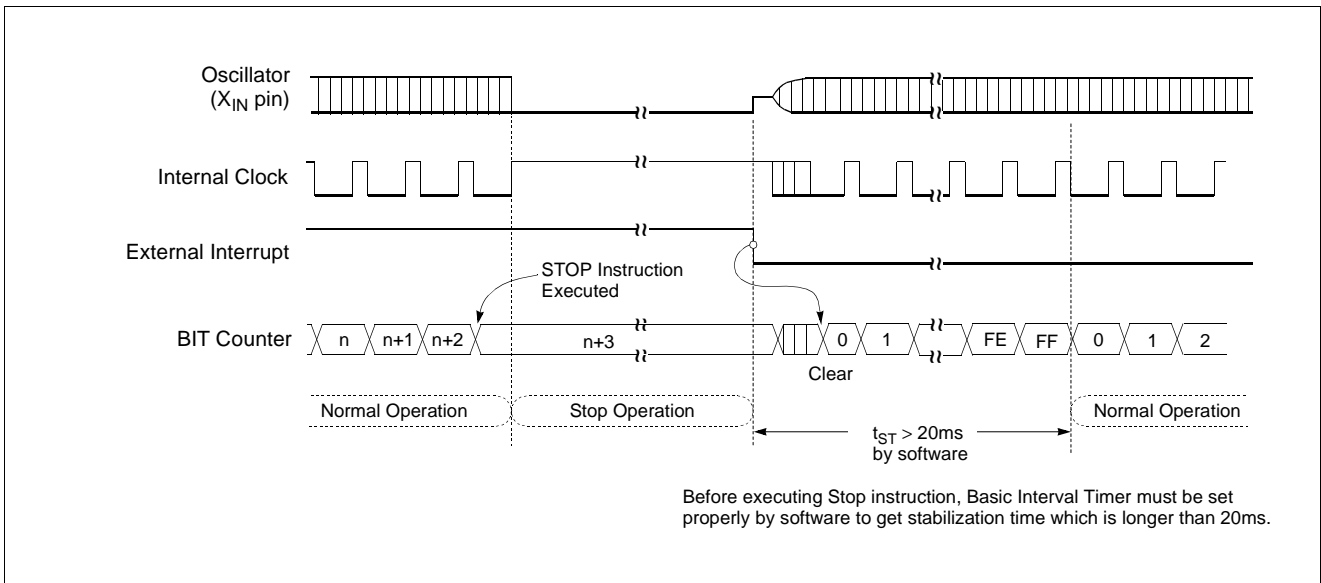 Oscillator
(XIN pin)
Internal Clock
External Interrupt
STOP Instruction
Executed
BIT Counter
n n+1 n+2 n+3 0 1 FE FF 0 1 2
Clear
Normal Operation Stop Operation Normal Operation
tST > 20ms
by software
Before executing Stop instruction, Basic Interval Timer must be set
properly by software to get stabilization time which is longer than 20ms.